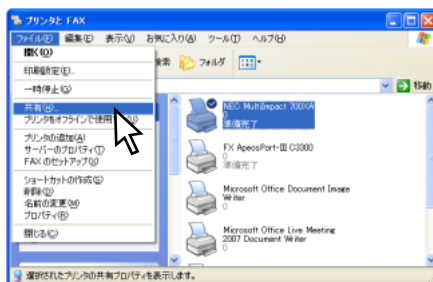 プリンタと FAX
ファイル(F) 編集(E) 表示(V) お気に入り(A) ツール(T) ヘルプ(H)
開く(O)
検索 フォルダ
印刷設定(E)...
一時停止(G)
移動
共有(H)...
プリンタをオフラインで使用する(U)
プリンタの追加(A)
サーバーのプロパティ(T)
FAX のセットアップ(X)
ショートカットの作成(S)
削除(D)
名前の変更(M)
プロパティ(R)
閉じる(C)
NEC MultiImpact 700XA
0
準備完了
FX ApeosPort-III C3300
0
準備完了
Microsoft Office Document Image
Writer
0
Microsoft Office Live Meeting
2007 Document Writer
0
選択されたプリンタの共有プロパティを表示します。